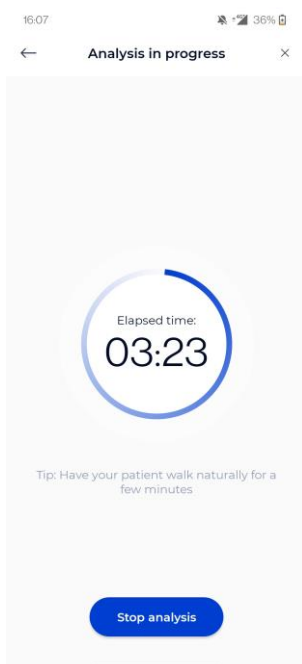 16:07
36%
Analysis in progress
Elapsed time:
03:23
Tip: Have your patient walk naturally for a
few minutes
Stop analysis